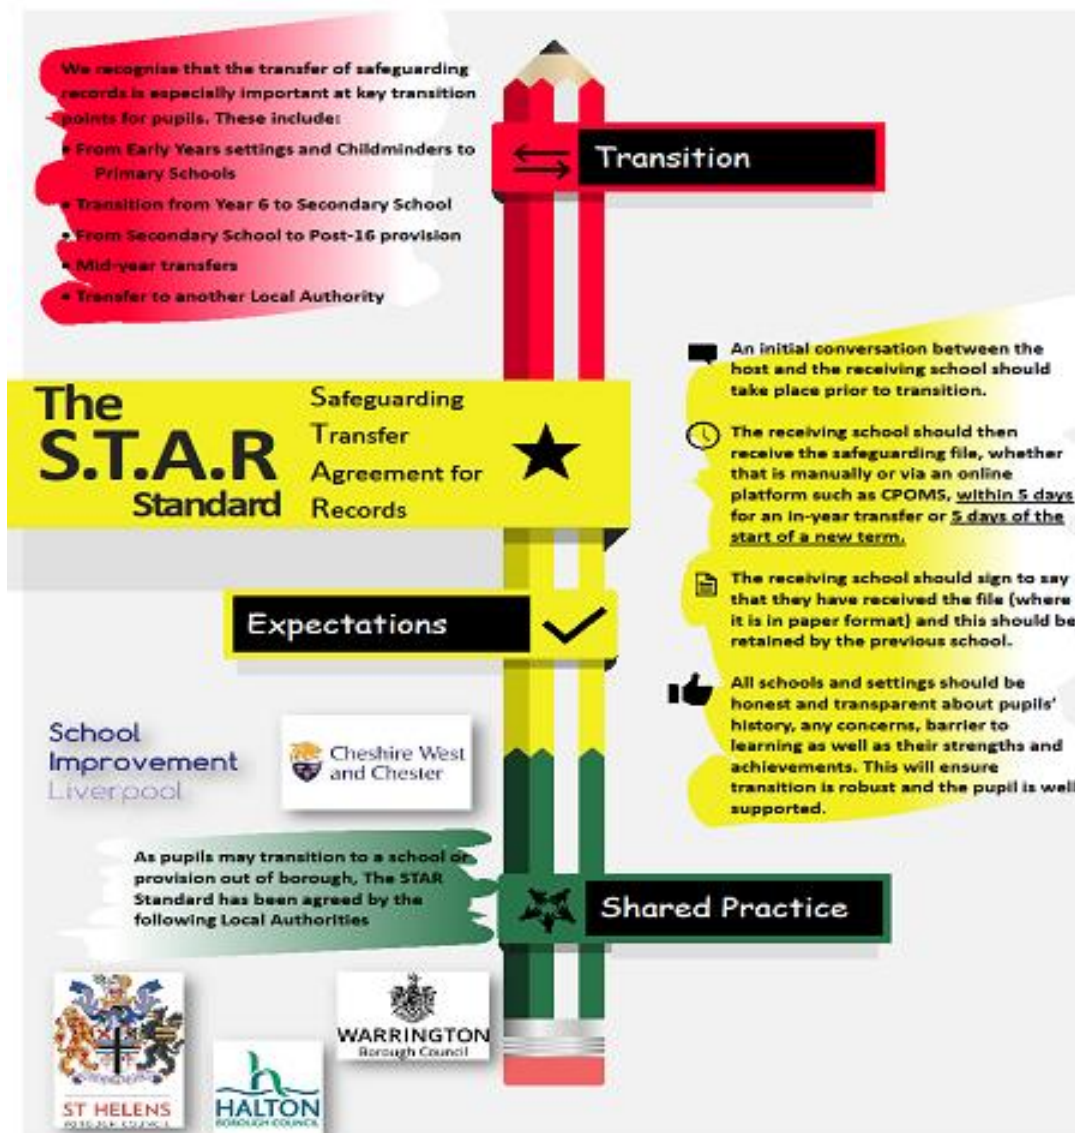 We recognise that the transfer of safeguarding
records is especially important at key transition
points for pupils. These include:
• From Early Years settings and Childminders to
Primary Schools
• Transition from Year 6 to Secondary School
• From Secondary School to Post-16 provision
• Mid-year transfers
• Transfer to another Local Authority
Transition
The
S.T.A.R
Standard
Safeguarding
Transfer
Agreement for
Records
An initial conversation between the
host and the receiving school should
take place prior to transition.
The receiving school should then
receive the safeguarding file, whether
that is manually or via an online
platform such as CPOMS, within 5 days
for an in-year transfer or 5 days of the
start of a new term.
The receiving school should sign to say
that they have received the file (where
it is in paper format) and this should be
retained by the previous school.
All schools and settings should be
honest and transparent about pupils'
history, any concerns, barrier to
learning as well as their strengths and
achievements. This will ensure
transition is robust and the pupil is well
supported.
Expectations
School
Improvement
Liverpool
Cheshire West
and Chester
As pupils may transition to a school or
provision out of borough, The STAR
Standard has been agreed by the
following Local Authorities
Shared Practice
ST HELENS
BOROUGH COUNCIL
HALTON
BOROUGH COUNCIL
WARRINGTON
Borough Council